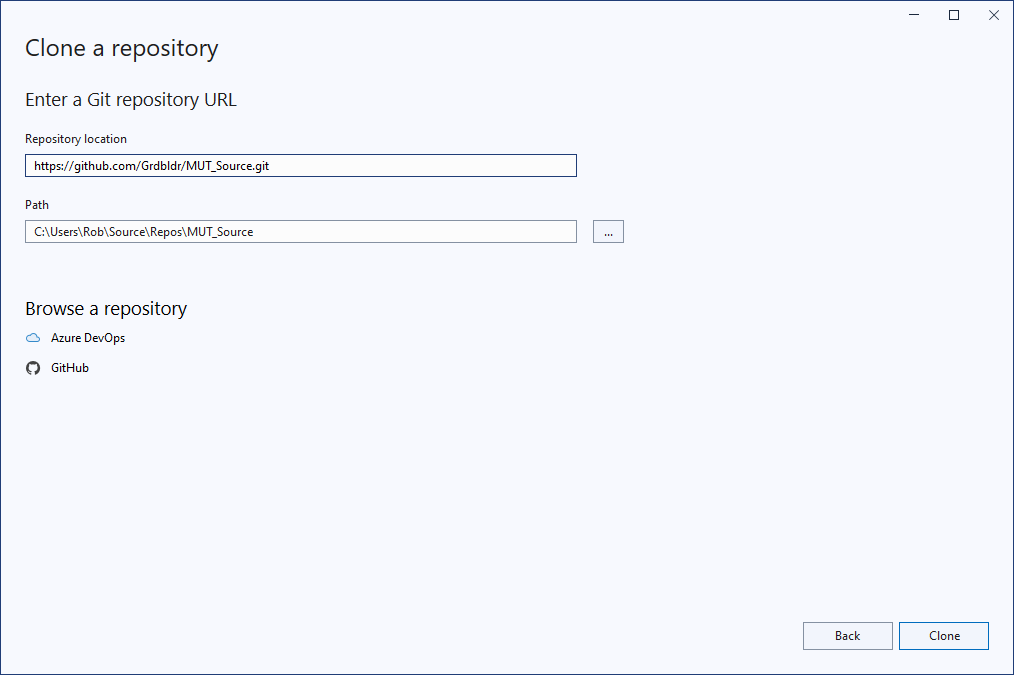 Clone a repository
Enter a Git repository URL
Repository location
https://github.com/Grdbldr/MUT_Source.git
Path
C:\Users\Rob\Source\Repos\MUT_Source
...
Browse a repository
Azure DevOps
GitHub
Back
Clone